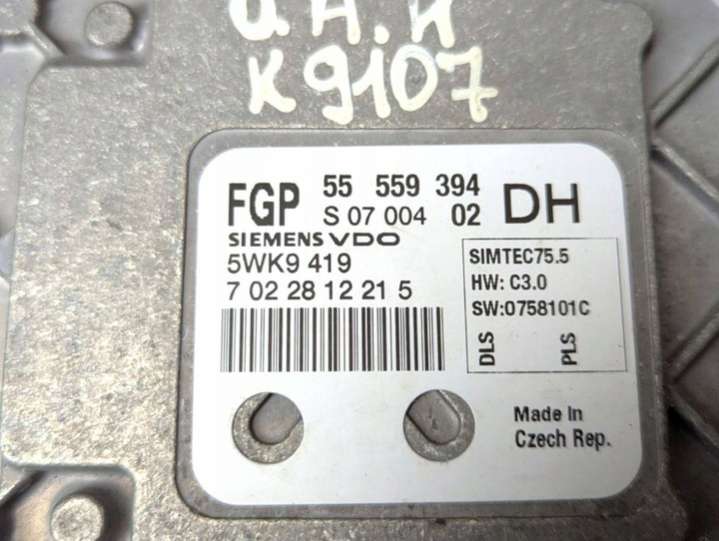 K9107
FGP 55 559 394
S 07 004 02 DH
SIEMENS VDO
5WK9 419
7 02 28 12 21 5
SIMTEC75.5
HW: C3.0
SW:0758101C
DLS PLS
Made In
Czech Rep.